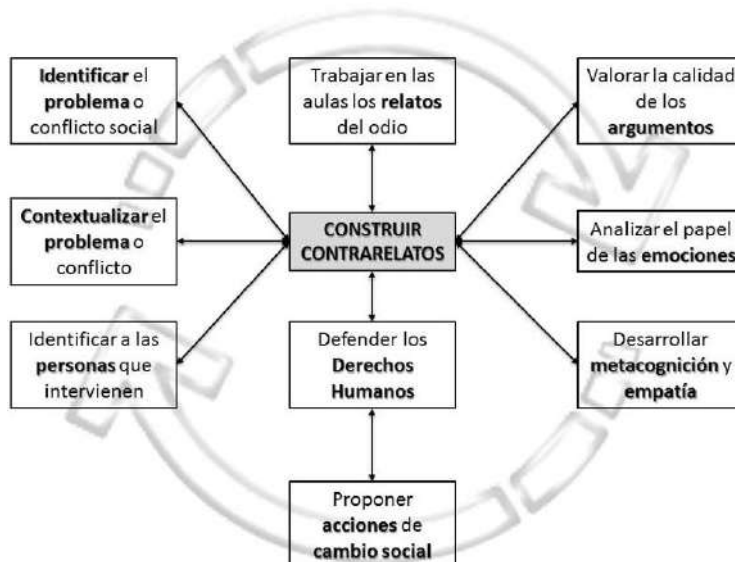 Identificar el
problema o
conflicto social
Trabajar en las
aulas los relatos
del odio
Valorar la calidad
de los
argumentos
Contextualizar el
problema o
conflicto
CONSTRUIR
CONTRARELATOS
Analizar el papel
de las emociones
Identificar a las
personas que
intervienen
Defender los
Derechos
Humanos
Desarrollar
metacognición y
empatía
Proponer
acciones de
cambio social